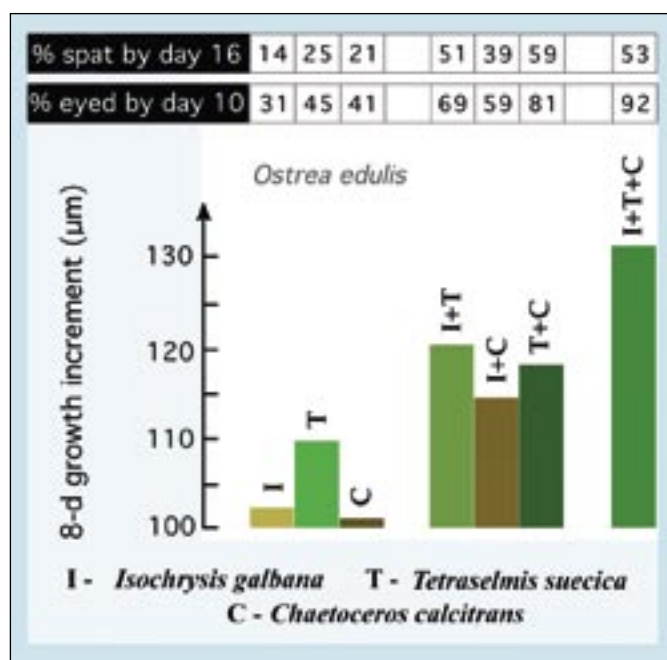 % spat by day 16 14 25 21 51 39 59 53
% eyed by day 10 31 45 41 69 59 81 92
Ostrea edulis
8-d growth increment (µm)
130
120
110
100
I
T
C
I+T
I+C
T+C
I+T+C
I - Isochrysis galbana T - Tetraselmis suecica
C - Chaetoceros calcitrans